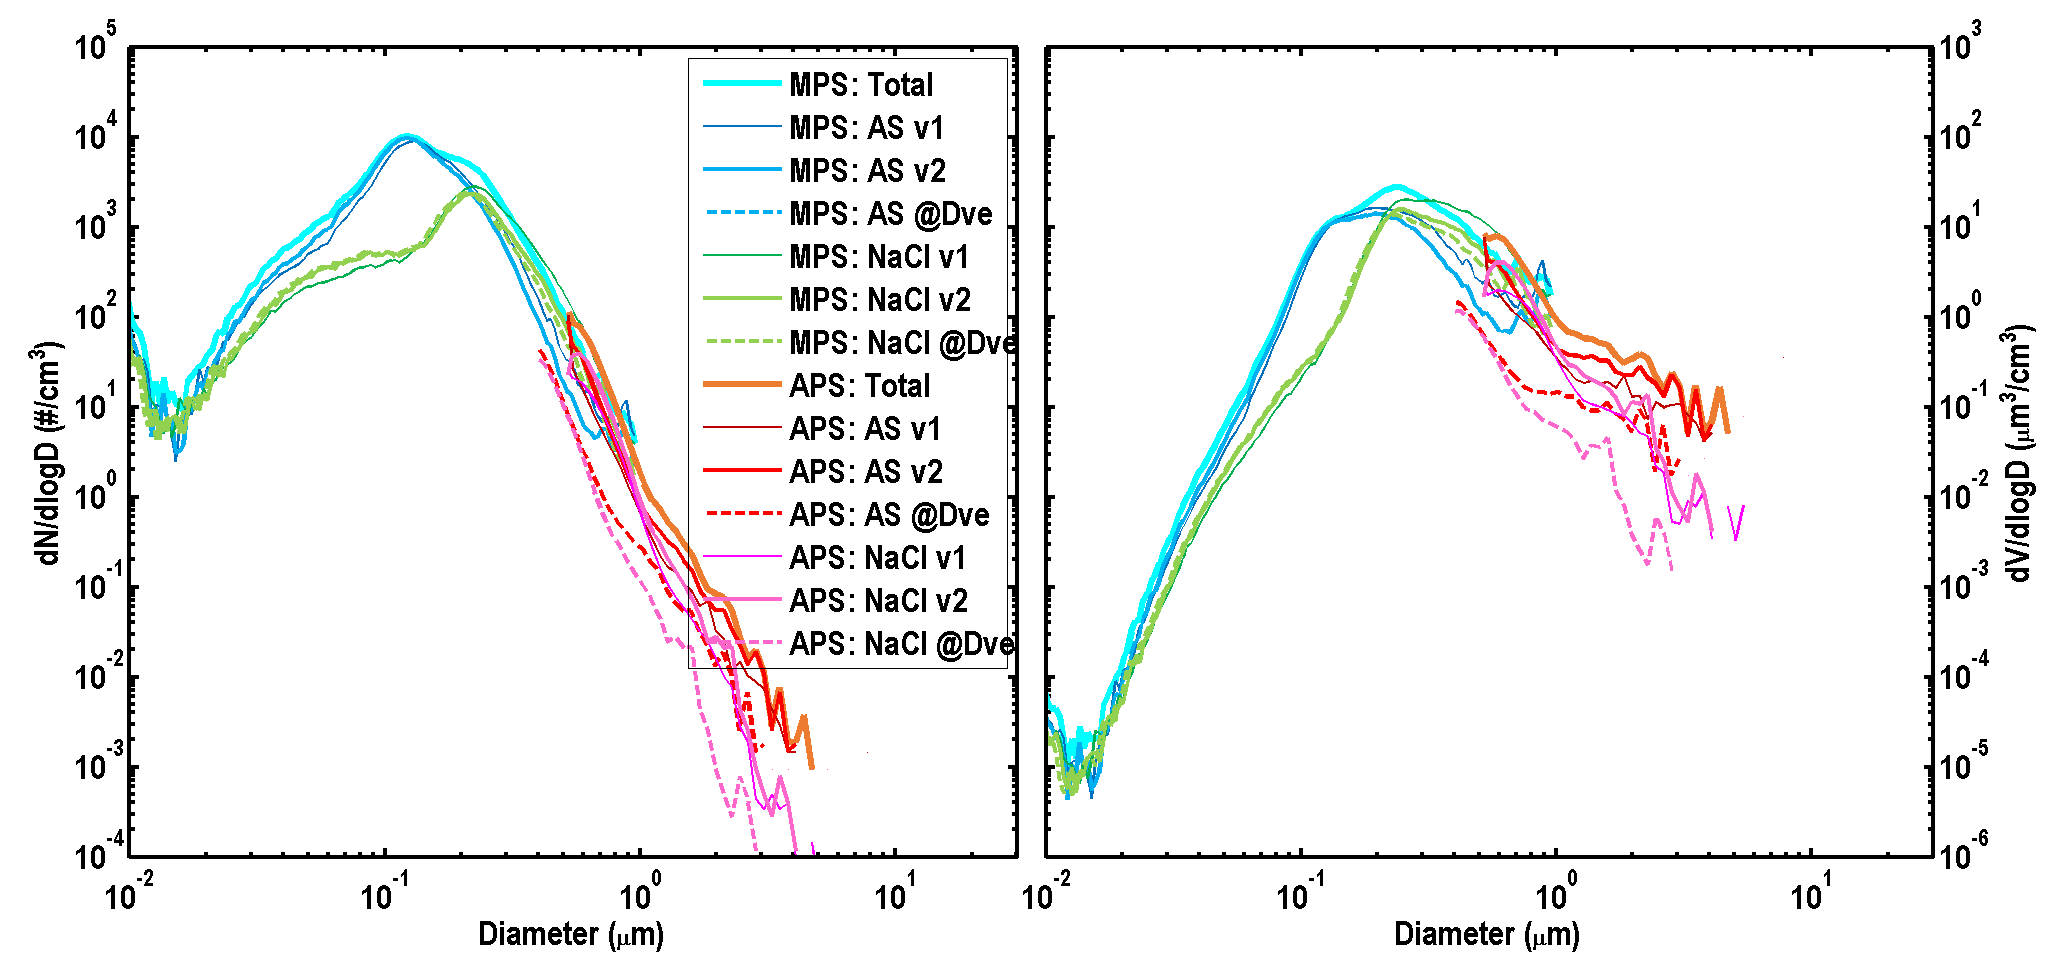 10^5
10^4
10^3
10^2
10^1
10^0
10^-1
10^-2
10^-3
10^-4
dN/dlogD (#/cm^3)
10^-2
10^-1
10^0
10^1
Diameter (μm)
MPS: Total
MPS: AS v1
MPS: AS v2
MPS: AS @Dve
MPS: NaCl v1
MPS: NaCl v2
MPS: NaCl @Dve
APS: Total
APS: AS v1
APS: AS v2
APS: AS @Dve
APS: NaCl v1
APS: NaCl v2
APS: NaCl @Dve
10^3
10^2
10^1
10^0
10^-1
10^-2
10^-3
10^-4
10^-5
10^-6
dV/dlogD (μm^3/cm^3)
10^-2
10^-1
10^0
10^1
Diameter (μm)